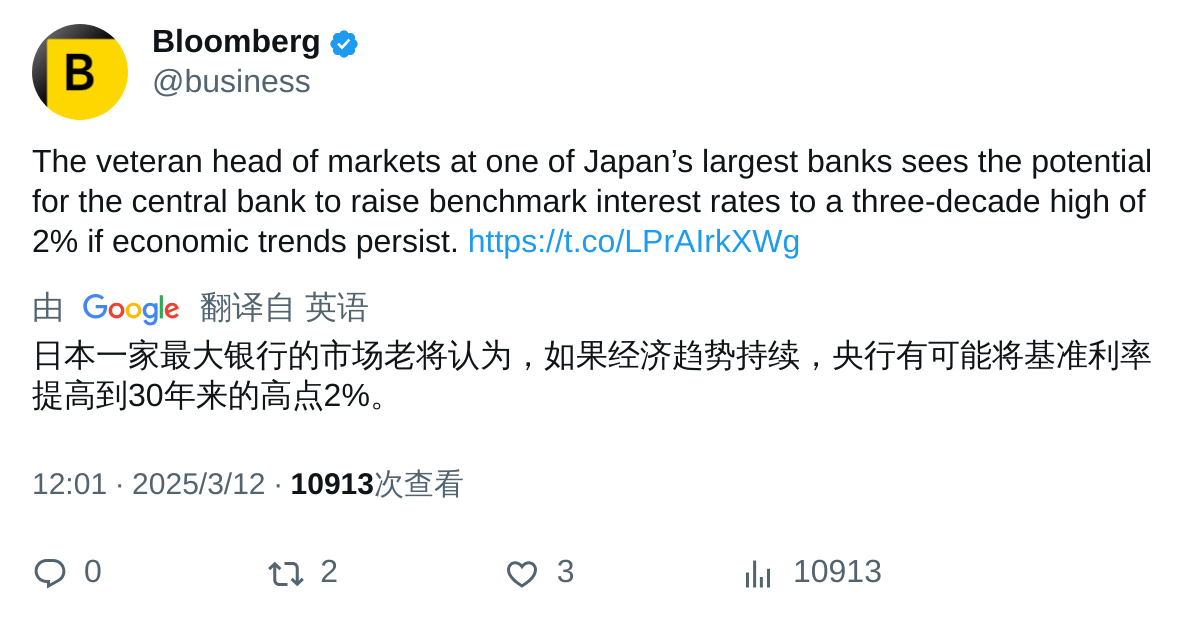 B
Bloomberg
@business
The veteran head of markets at one of Japan’s largest banks sees the potential
for the central bank to raise benchmark interest rates to a three-decade high of
2% if economic trends persist. https://t.co/LPrAIrkXWg
由 Google 翻译自 英语
日本一家最大银行的市场老将认为，如果经济趋势持续，央行有可能将基准利率
提高到30年来的高点2%。
12:01 · 2025/3/12 · 10913次查看
0 2 3 10913